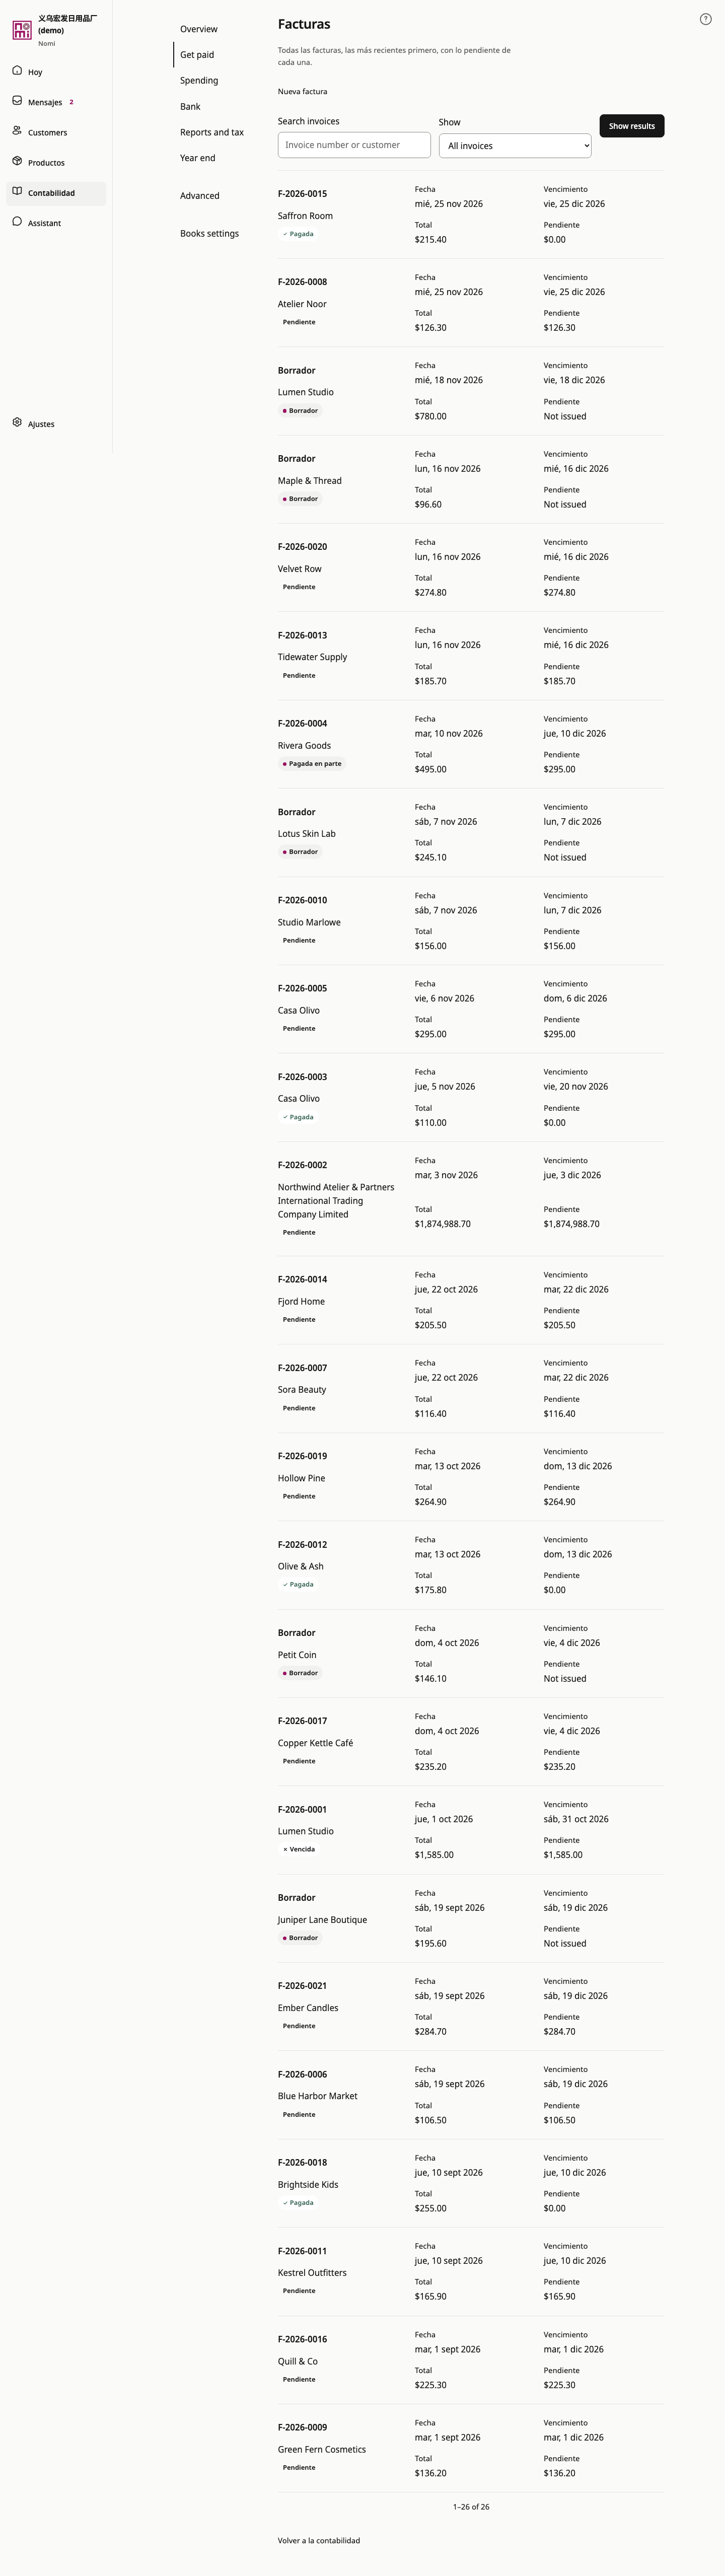 义乌宏发日用品厂
(demo)
Nomi
Hoy
Mensajes 2
Customers
Productos
Contabilidad
Assistant
Ajustes
Overview
Get paid
Spending
Bank
Reports and tax
Year end
Advanced
Books settings
Facturas
Todas las facturas, las más recientes primero, con lo pendiente de
cada una.
Nueva factura
Search invoices
Invoice number or customer
Show
All invoices
Show results
F-2026-0015
Saffron Room
Pagada
Fecha
mié, 25 nov 2026
Vencimiento
vie, 25 dic 2026
Total
$215.40
Pendiente
$0.00
F-2026-0008
Atelier Noor
Pendiente
Fecha
mié, 25 nov 2026
Vencimiento
vie, 25 dic 2026
Total
$126.30
Pendiente
$126.30
Borrador
Lumen Studio
Borrador
Fecha
mié, 18 nov 2026
Vencimiento
vie, 18 dic 2026
Total
$780.00
Pendiente
Not issued
Borrador
Maple & Thread
Borrador
Fecha
lun, 16 nov 2026
Vencimiento
mié, 16 dic 2026
Total
$96.60
Pendiente
Not issued
F-2026-0020
Velvet Row
Pendiente
Fecha
lun, 16 nov 2026
Vencimiento
mié, 16 dic 2026
Total
$274.80
Pendiente
$274.80
F-2026-0013
Tidewater Supply
Pendiente
Fecha
lun, 16 nov 2026
Vencimiento
mié, 16 dic 2026
Total
$185.70
Pendiente
$185.70
F-2026-0004
Rivera Goods
Pagada en parte
Fecha
mar, 10 nov 2026
Vencimiento
jue, 10 dic 2026
Total
$495.00
Pendiente
$295.00
Borrador
Lotus Skin Lab
Borrador
Fecha
sáb, 7 nov 2026
Vencimiento
lun, 7 dic 2026
Total
$245.10
Pendiente
Not issued
F-2026-0010
Studio Marlowe
Pendiente
Fecha
sáb, 7 nov 2026
Vencimiento
lun, 7 dic 2026
Total
$156.00
Pendiente
$156.00
F-2026-0005
Casa Olivo
Pendiente
Fecha
vie, 6 nov 2026
Vencimiento
dom, 6 dic 2026
Total
$295.00
Pendiente
$295.00
F-2026-0003
Casa Olivo
Pagada
Fecha
jue, 5 nov 2026
Vencimiento
vie, 20 nov 2026
Total
$110.00
Pendiente
$0.00
F-2026-0002
Northwind Atelier & Partners
International Trading
Company Limited
Pendiente
Fecha
mar, 3 nov 2026
Vencimiento
jue, 3 dic 2026
Total
$1,874,988.70
Pendiente
$1,874,988.70
F-2026-0014
Fjord Home
Pendiente
Fecha
jue, 22 oct 2026
Vencimiento
mar, 22 dic 2026
Total
$205.50
Pendiente
$205.50
F-2026-0007
Sora Beauty
Pendiente
Fecha
jue, 22 oct 2026
Vencimiento
mar, 22 dic 2026
Total
$116.40
Pendiente
$116.40
F-2026-0019
Hollow Pine
Pendiente
Fecha
mar, 13 oct 2026
Vencimiento
dom, 13 dic 2026
Total
$264.90
Pendiente
$264.90
F-2026-0012
Olive & Ash
Pagada
Fecha
mar, 13 oct 2026
Vencimiento
dom, 13 dic 2026
Total
$175.80
Pendiente
$0.00
Borrador
Petit Coin
Borrador
Fecha
dom, 4 oct 2026
Vencimiento
vie, 4 dic 2026
Total
$146.10
Pendiente
Not issued
F-2026-0017
Copper Kettle Café
Pendiente
Fecha
dom, 4 oct 2026
Vencimiento
vie, 4 dic 2026
Total
$235.20
Pendiente
$235.20
F-2026-0001
Lumen Studio
Vencida
Fecha
jue, 1 oct 2026
Vencimiento
sáb, 31 oct 2026
Total
$1,585.00
Pendiente
$1,585.00
Borrador
Juniper Lane Boutique
Borrador
Fecha
sáb, 19 sept 2026
Vencimiento
sáb, 19 dic 2026
Total
$195.60
Pendiente
Not issued
F-2026-0021
Ember Candles
Pendiente
Fecha
sáb, 19 sept 2026
Vencimiento
sáb, 19 dic 2026
Total
$284.70
Pendiente
$284.70
F-2026-0006
Blue Harbor Market
Pendiente
Fecha
sáb, 19 sept 2026
Vencimiento
sáb, 19 dic 2026
Total
$106.50
Pendiente
$106.50
F-2026-0018
Brightside Kids
Pagada
Fecha
jue, 10 sept 2026
Vencimiento
jue, 10 dic 2026
Total
$255.00
Pendiente
$0.00
F-2026-0011
Kestrel Outfitters
Pendiente
Fecha
jue, 10 sept 2026
Vencimiento
jue, 10 dic 2026
Total
$165.90
Pendiente
$165.90
F-2026-0016
Quill & Co
Pendiente
Fecha
mar, 1 sept 2026
Vencimiento
mar, 1 dic 2026
Total
$225.30
Pendiente
$225.30
F-2026-0009
Green Fern Cosmetics
Pendiente
Fecha
mar, 1 sept 2026
Vencimiento
mar, 1 dic 2026
Total
$136.20
Pendiente
$136.20
1–26 of 26
Volver a la contabilidad